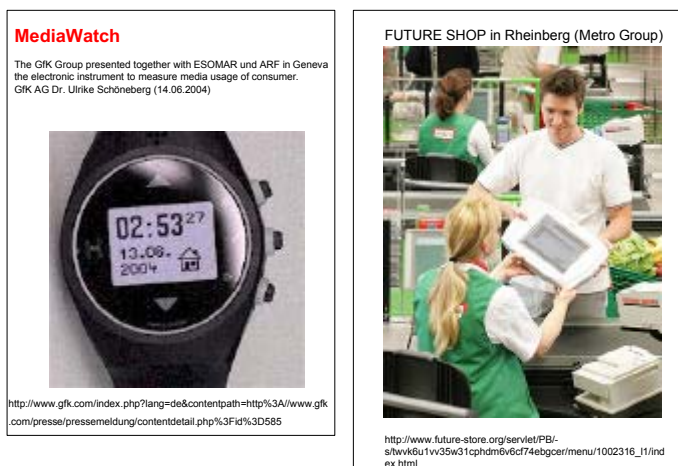 MediaWatch
The GfK Group presented together with ESOMAR und ARF in Geneva
the electronic instrument to measure media usage of consumer.
GfK AG Dr. Ulrike Schöneberg (14.06.2004)
02:53 27
13.06.
2004
http://www.gfk.com/index.php?lang=de&contentpath=http%3A//www.gfk
.com/presse/pressemeldung/contentdetail.php%3Fid%3D585
FUTURE SHOP in Rheinberg (Metro Group)
http://www.future-store.org/servlet/PB/-
s/twvk6u1vv35w31cphdm6v6cf74ebgcer/menu/1002316_l1/ind
ex.html